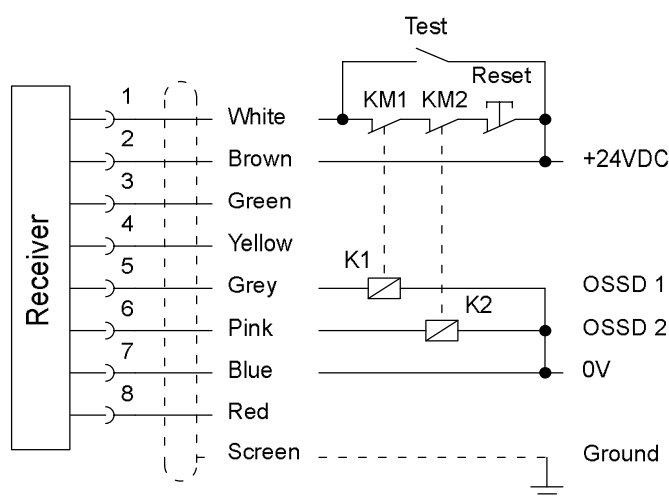 Test
Reset
1 KM1 KM2
White
2
Brown +24VDC
3
Green
4
Yellow
5 K1
Grey OSSD 1
6 K2
Pink OSSD 2
7
Blue 0V
8
Red
Screen Ground
Receiver